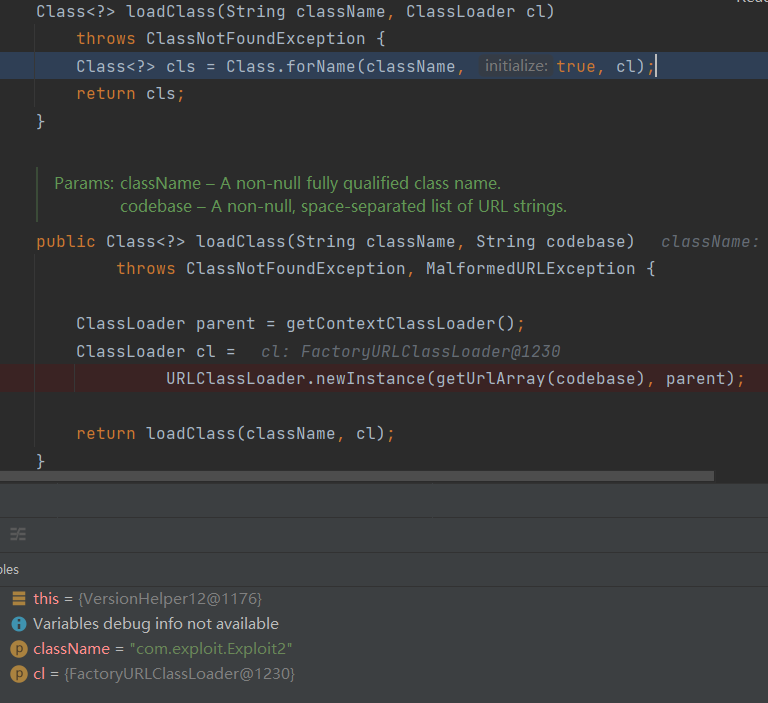 Class<?> loadClass(String className, ClassLoader cl)
throws ClassNotFoundException {
Class<?> cls = Class.forName(className, initialize: true, cl);
return cls;
}
Params: className – A non-null fully qualified class name.
codebase – A non-null, space-separated list of URL strings.
public Class<?> loadClass(String className, String codebase) className:
throws ClassNotFoundException, MalformedURLException {
ClassLoader parent = getContextClassLoader();
ClassLoader cl = cl: FactoryURLClassLoader@1230
URLClassLoader.newInstance(getUrlArray(codebase), parent);
return loadClass(className, cl);
}
this = {VersionHelper12@1176}
Variables debug info not available
className = "com.exploit.Exploit2"
cl = {FactoryURLClassLoader@1230}